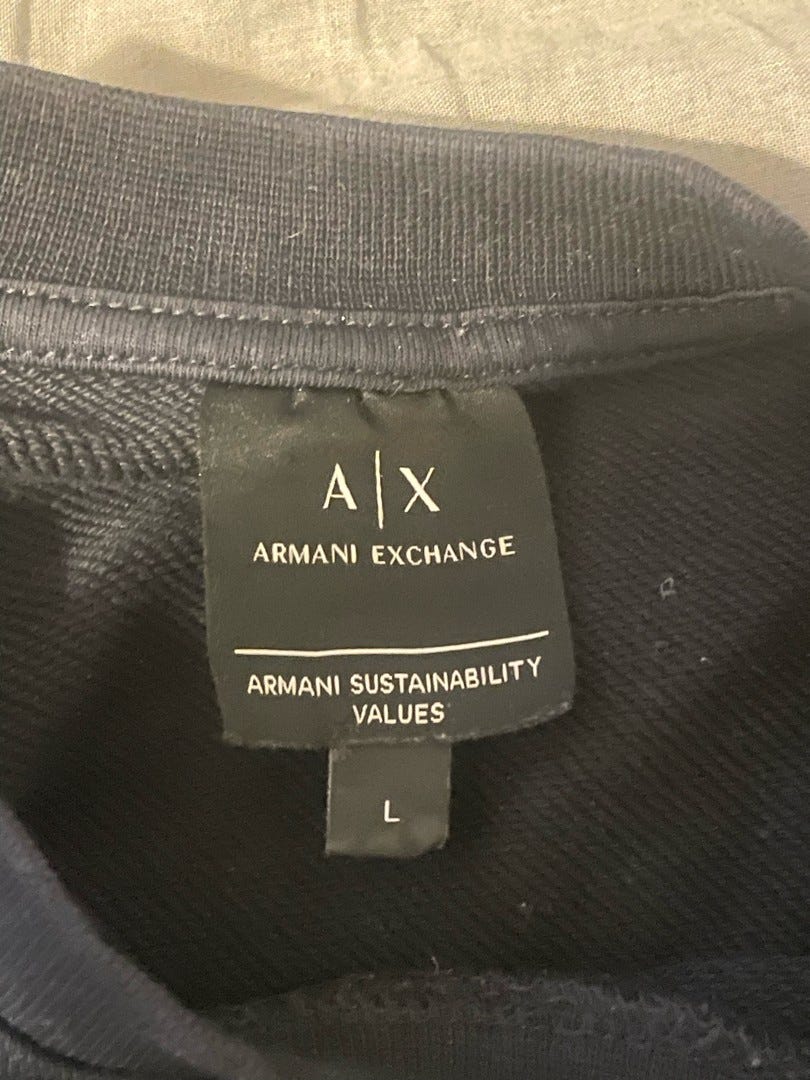 A|X
ARMANI EXCHANGE
ARMANI SUSTAINABILITY
VALUES
L